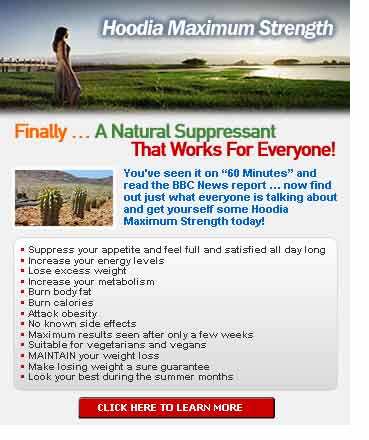 Hoodia Maximum Strength
Finally ... A Natural Suppressant
That Works For Everyone!
You've seen it on “60 Minutes” and
read the BBC News report ... now find
out just what everyone is talking about
and get yourself some Hoodia
Maximum Strength today!
Suppress your appetite and feel full and satisfied all day long
Increase your energy levels
Lose excess weight
Increase your metabolism
Burn body fat
Burn calories
Attack obesity
No known side effects
Maximum results seen after only a few weeks
Suitable for vegetarians and vegans
MAINTAIN your weight loss
Make losing weight a sure guarantee
Look your best during the summer months
CLICK HERE TO LEARN MORE